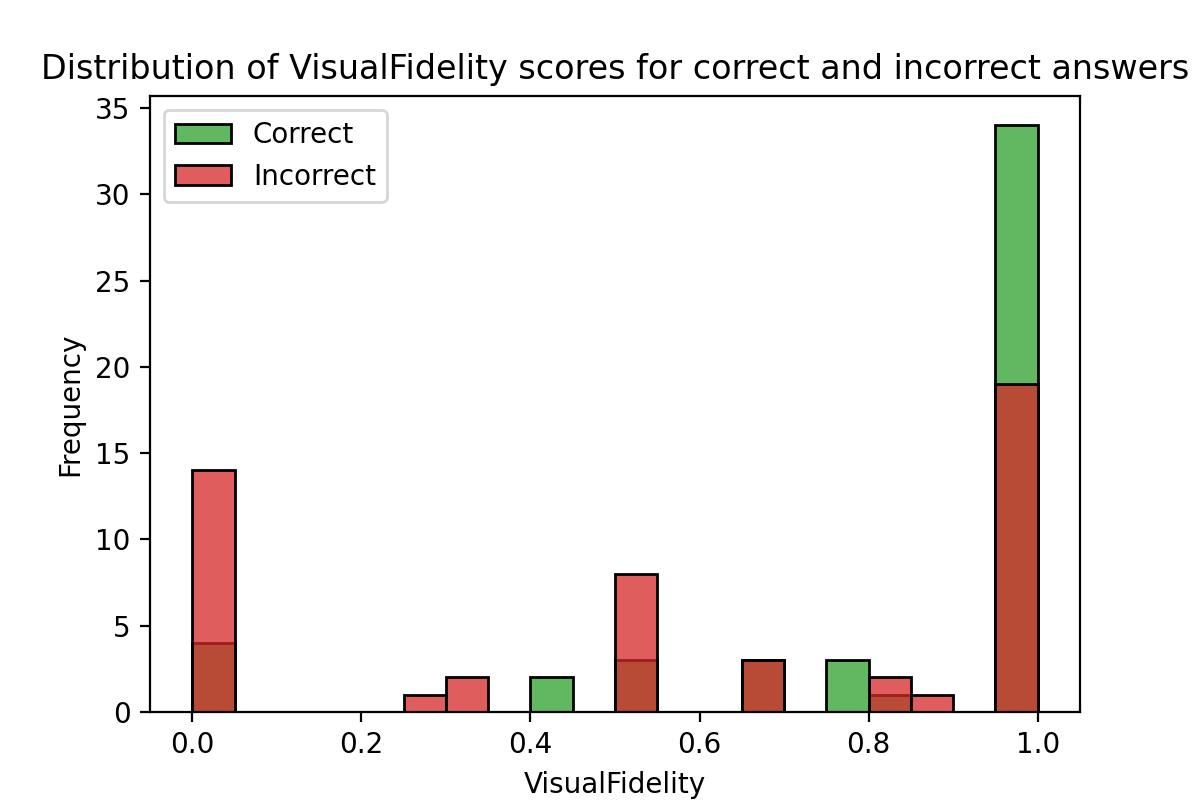 Distribution of VisualFidelity scores for correct and incorrect answers
Correct
Incorrect
35
30
25
20
15
10
5
0
Frequency
0.0 0.2 0.4 0.6 0.8 1.0
VisualFidelity